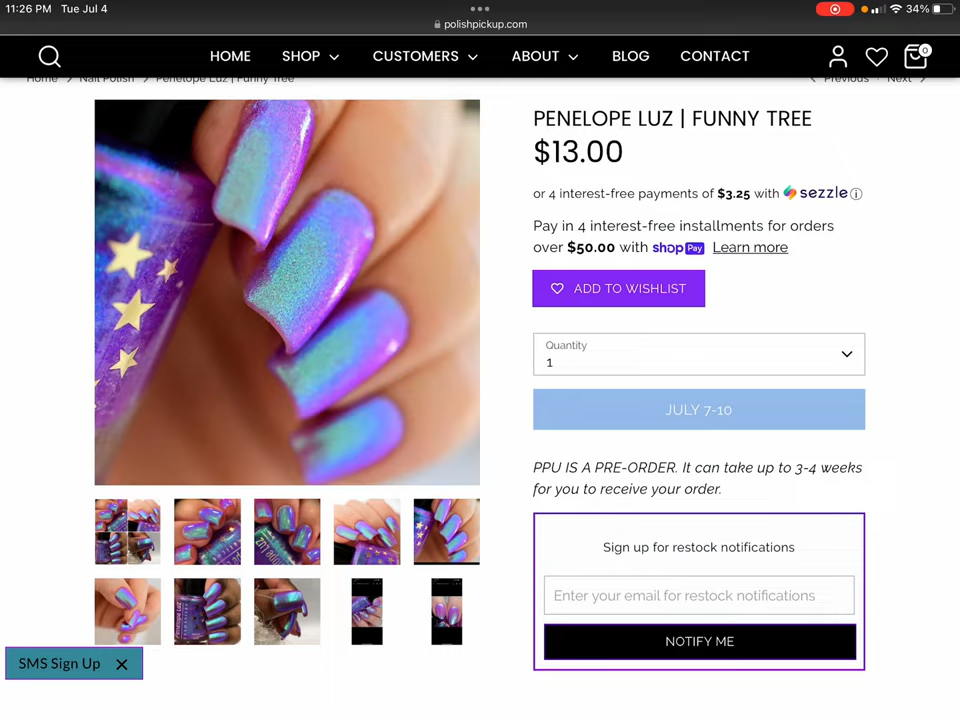 11:26 PM Tue Jul 4
34%
polishpickup.com
HOME SHOP CUSTOMERS ABOUT BLOG CONTACT
0
Home > Nail Polish > Penelope Luz | Funny Tree
< Previous · Next >
PENELOPE LUZ | FUNNY TREE
$13.00
or 4 interest-free payments of $3.25 with sezzle
Pay in 4 interest-free installments for orders
over $50.00 with shop Pay Learn more
ADD TO WISHLIST
Quantity
1
JULY 7-10
PPU IS A PRE-ORDER. It can take up to 3-4 weeks
for you to receive your order.
Sign up for restock notifications
Enter your email for restock notifications
NOTIFY ME
SMS Sign Up